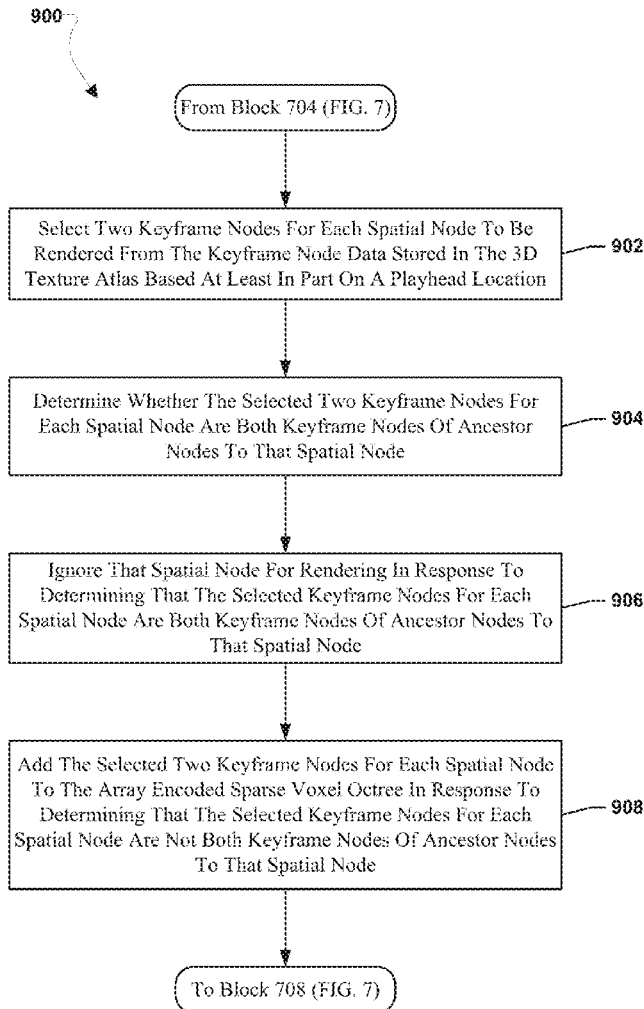 900
From Block 704 (FIG. 7)
Select Two Keyframe Nodes For Each Spatial Node To Be
Rendered From The Keyframe Node Data Stored In The 3D
Texture Atlas Based At Least In Part On A Playhead Location
902
Determine Whether The Selected Two Keyframe Nodes For
Each Spatial Node Are Both Keyframe Nodes Of Ancestor
Nodes To That Spatial Node
904
Ignore That Spatial Node For Rendering In Response To
Determining That The Selected Keyframe Nodes For Each
Spatial Node Are Both Keyframe Nodes Of Ancestor Nodes To
That Spatial Node
906
Add The Selected Two Keyframe Nodes For Each Spatial Node
To The Array Encoded Sparse Voxel Octree In Response To
Determining That The Selected Keyframe Nodes For Each
Spatial Node Are Not Both Keyframe Nodes Of Ancestor Nodes
To That Spatial Node
908
To Block 708 (FIG. 7)